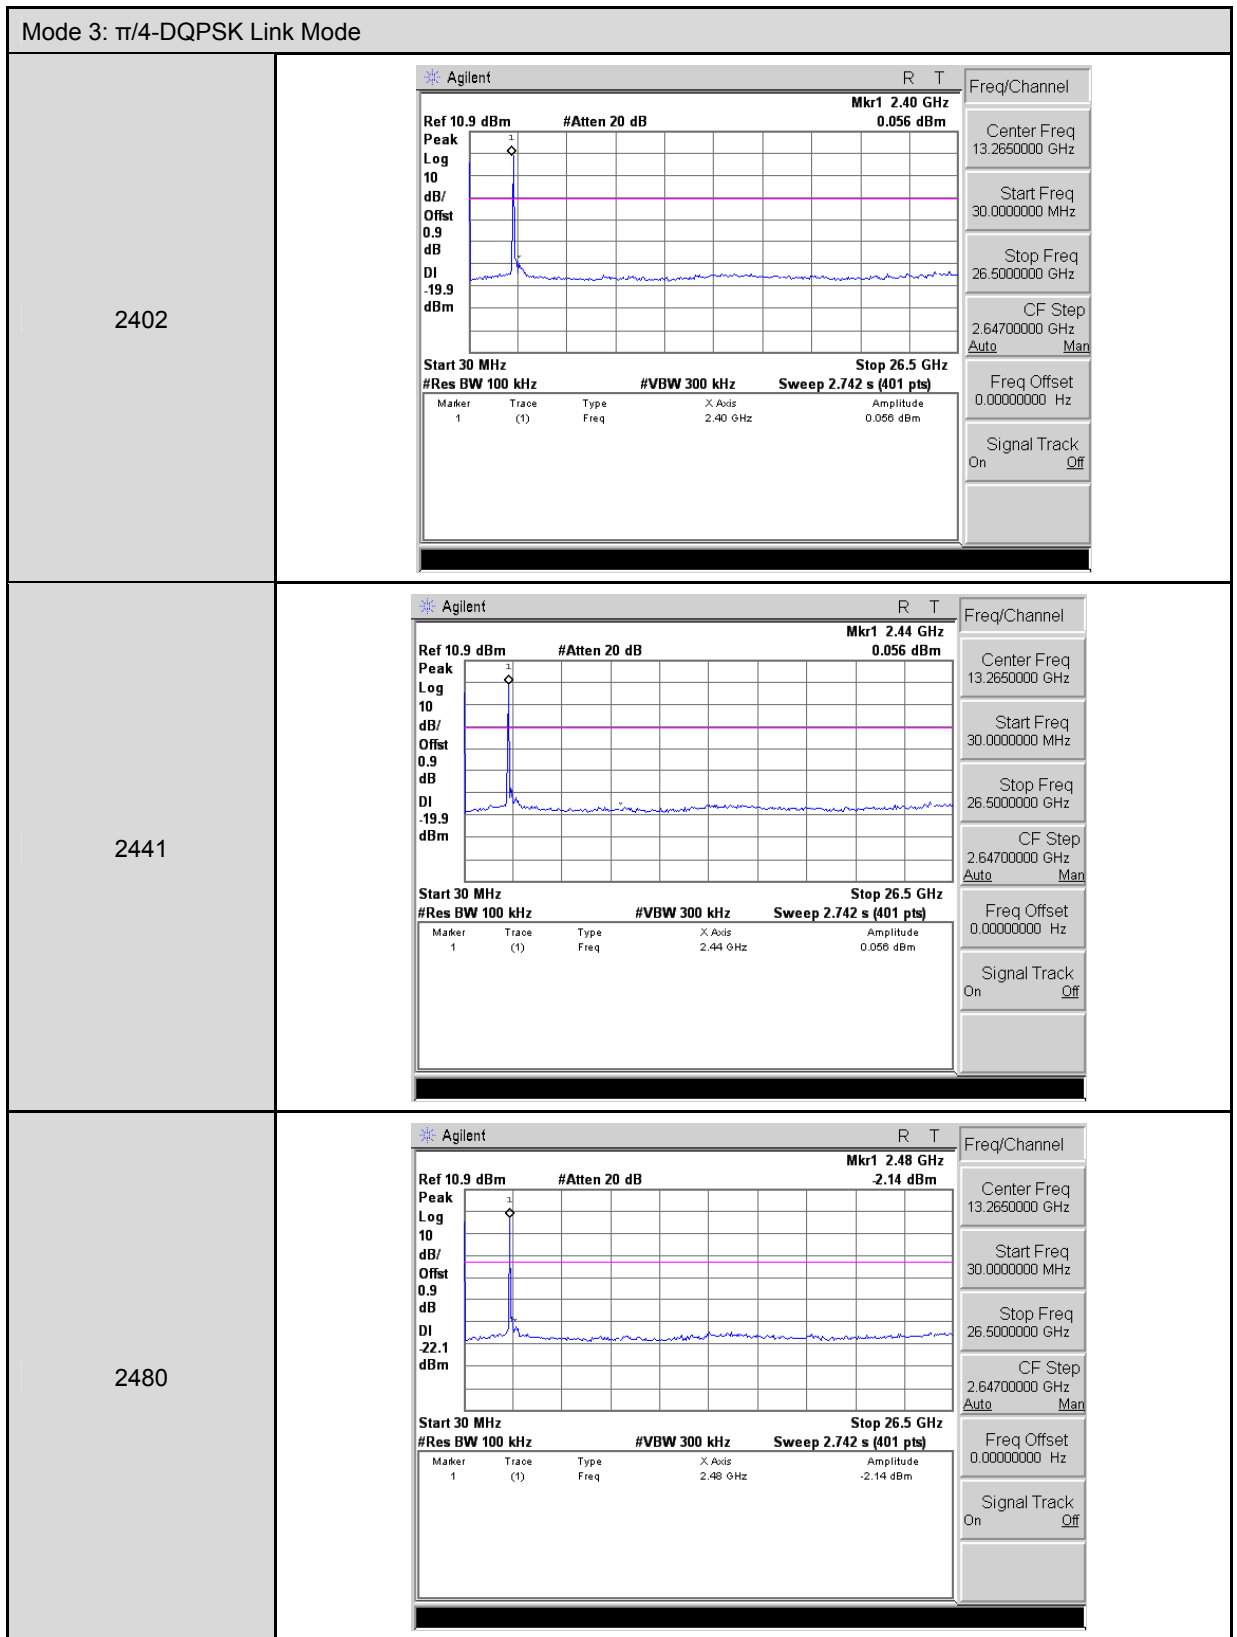 Mode 3: π/4-DQPSK Link Mode
2402
Agilent R T
Mkr1 2.40 GHz
Ref 10.9 dBm #Atten 20 dB 0.056 dBm
Peak
Log
10
dB/
Offst
0.9
dB
DI
-19.9
dBm
1
Start 30 MHz Stop 26.5 GHz
#Res BW 100 kHz #VBW 300 kHz Sweep 2.742 s (401 pts)
Marker Trace Type X Axis Amplitude
1 (1) Freq 2.40 GHz 0.056 dBm
Freq/Channel
Center Freq
13.2650000 GHz
Start Freq
30.0000000 MHz
Stop Freq
26.5000000 GHz
CF Step
2.64700000 GHz
Auto Man
Freq Offset
0.00000000 Hz
Signal Track
On Off
2441
Agilent R T
Mkr1 2.44 GHz
Ref 10.9 dBm #Atten 20 dB 0.056 dBm
Peak
Log
10
dB/
Offst
0.9
dB
DI
-19.9
dBm
1
Start 30 MHz Stop 26.5 GHz
#Res BW 100 kHz #VBW 300 kHz Sweep 2.742 s (401 pts)
Marker Trace Type X Axis Amplitude
1 (1) Freq 2.44 GHz 0.056 dBm
Freq/Channel
Center Freq
13.2650000 GHz
Start Freq
30.0000000 MHz
Stop Freq
26.5000000 GHz
CF Step
2.64700000 GHz
Auto Man
Freq Offset
0.00000000 Hz
Signal Track
On Off
2480
Agilent R T
Mkr1 2.48 GHz
Ref 10.9 dBm #Atten 20 dB -2.14 dBm
Peak
Log
10
dB/
Offst
0.9
dB
DI
-22.1
dBm
1
Start 30 MHz Stop 26.5 GHz
#Res BW 100 kHz #VBW 300 kHz Sweep 2.742 s (401 pts)
Marker Trace Type X Axis Amplitude
1 (1) Freq 2.48 GHz -2.14 dBm
Freq/Channel
Center Freq
13.2650000 GHz
Start Freq
30.0000000 MHz
Stop Freq
26.5000000 GHz
CF Step
2.64700000 GHz
Auto Man
Freq Offset
0.00000000 Hz
Signal Track
On Off